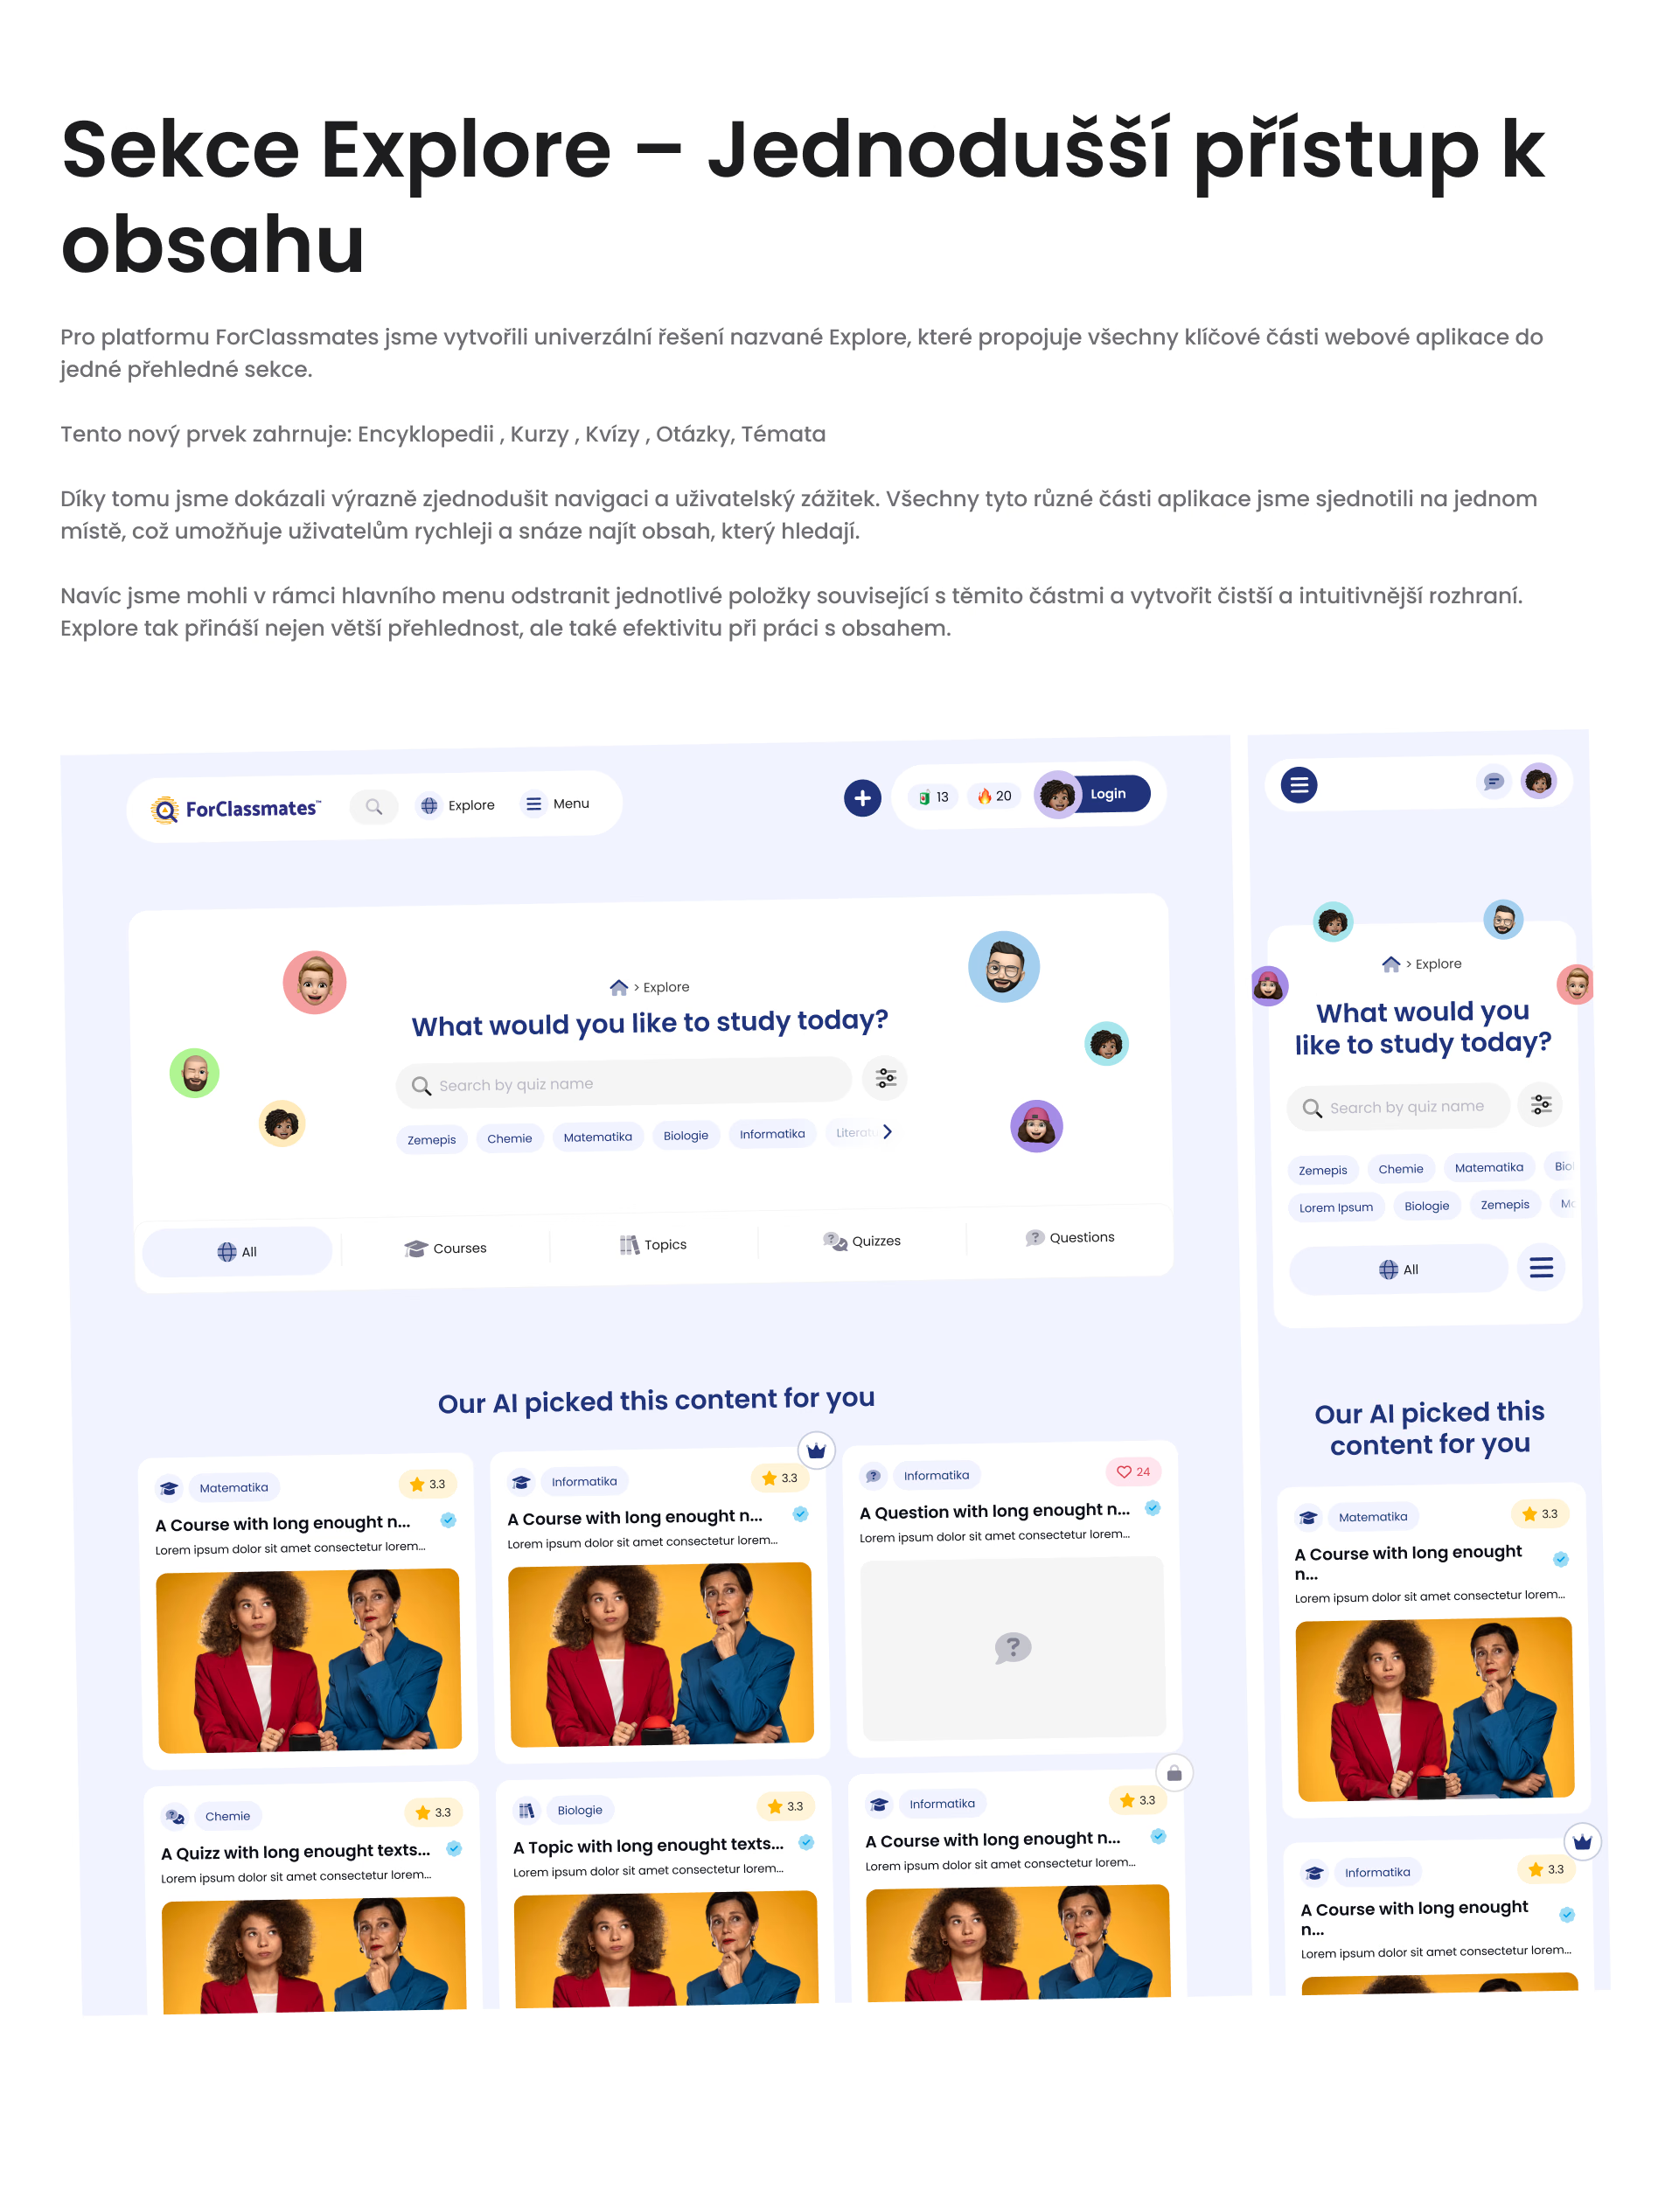 Sekce Explore – Jednodušší přístup k
obsahu
Pro platformu ForClassmates jsme vytvořili univerzální řešení nazvané Explore, které propojuje všechny klíčové části webové aplikace do
jedné přehledné sekce.
Tento nový prvek zahrnuje: Encyklopedii , Kurzy , Kvízy , Otázky, Témata
Díky tomu jsme dokázali výrazně zjednodušit navigaci a uživatelský zážitek. Všechny tyto různé části aplikace jsme sjednotili na jednom
místě, což umožňuje uživatelům rychleji a snáze najít obsah, který hledají.
Navíc jsme mohli v rámci hlavního menu odstranit jednotlivé položky související s těmito částmi a vytvořit čistší a intuitivnější rozhraní.
Explore tak přináší nejen větší přehlednost, ale také efektivitu při práci s obsahem.
ForClassmates™ Explore Menu 13 20 Login
> Explore
What would you like to study today?
Search by quiz name
Zemepis Chemie Matematika Biologie Informatika Literatu
All Courses Topics Quizzes Questions
Our AI picked this content for you
Matematika 3.3
A Course with long enought n...
Lorem ipsum dolor sit amet consectetur lorem...
Informatika 3.3
A Course with long enought n...
Lorem ipsum dolor sit amet consectetur lorem...
Informatika 24
A Question with long enought n...
Lorem ipsum dolor sit amet consectetur lorem...
?
Chemie 3.3
A Quizz with long enought texts...
Lorem ipsum dolor sit amet consectetur lorem...
Biologie 3.3
A Topic with long enought texts...
Lorem ipsum dolor sit amet consectetur lorem...
Informatika 3.3
A Course with long enought n...
Lorem ipsum dolor sit amet consectetur lorem...
> Explore
What would you
like to study today?
Search by quiz name
Zemepis Chemie Matematika Biol
Lorem Ipsum Biologie Zemepis Ma
All
Our AI picked this
content for you
Matematika 3.3
A Course with long enought
n...
Lorem ipsum dolor sit amet consectetur lorem...
Informatika 3.3
A Course with long enought
n...
Lorem ipsum dolor sit amet consectetur lorem...